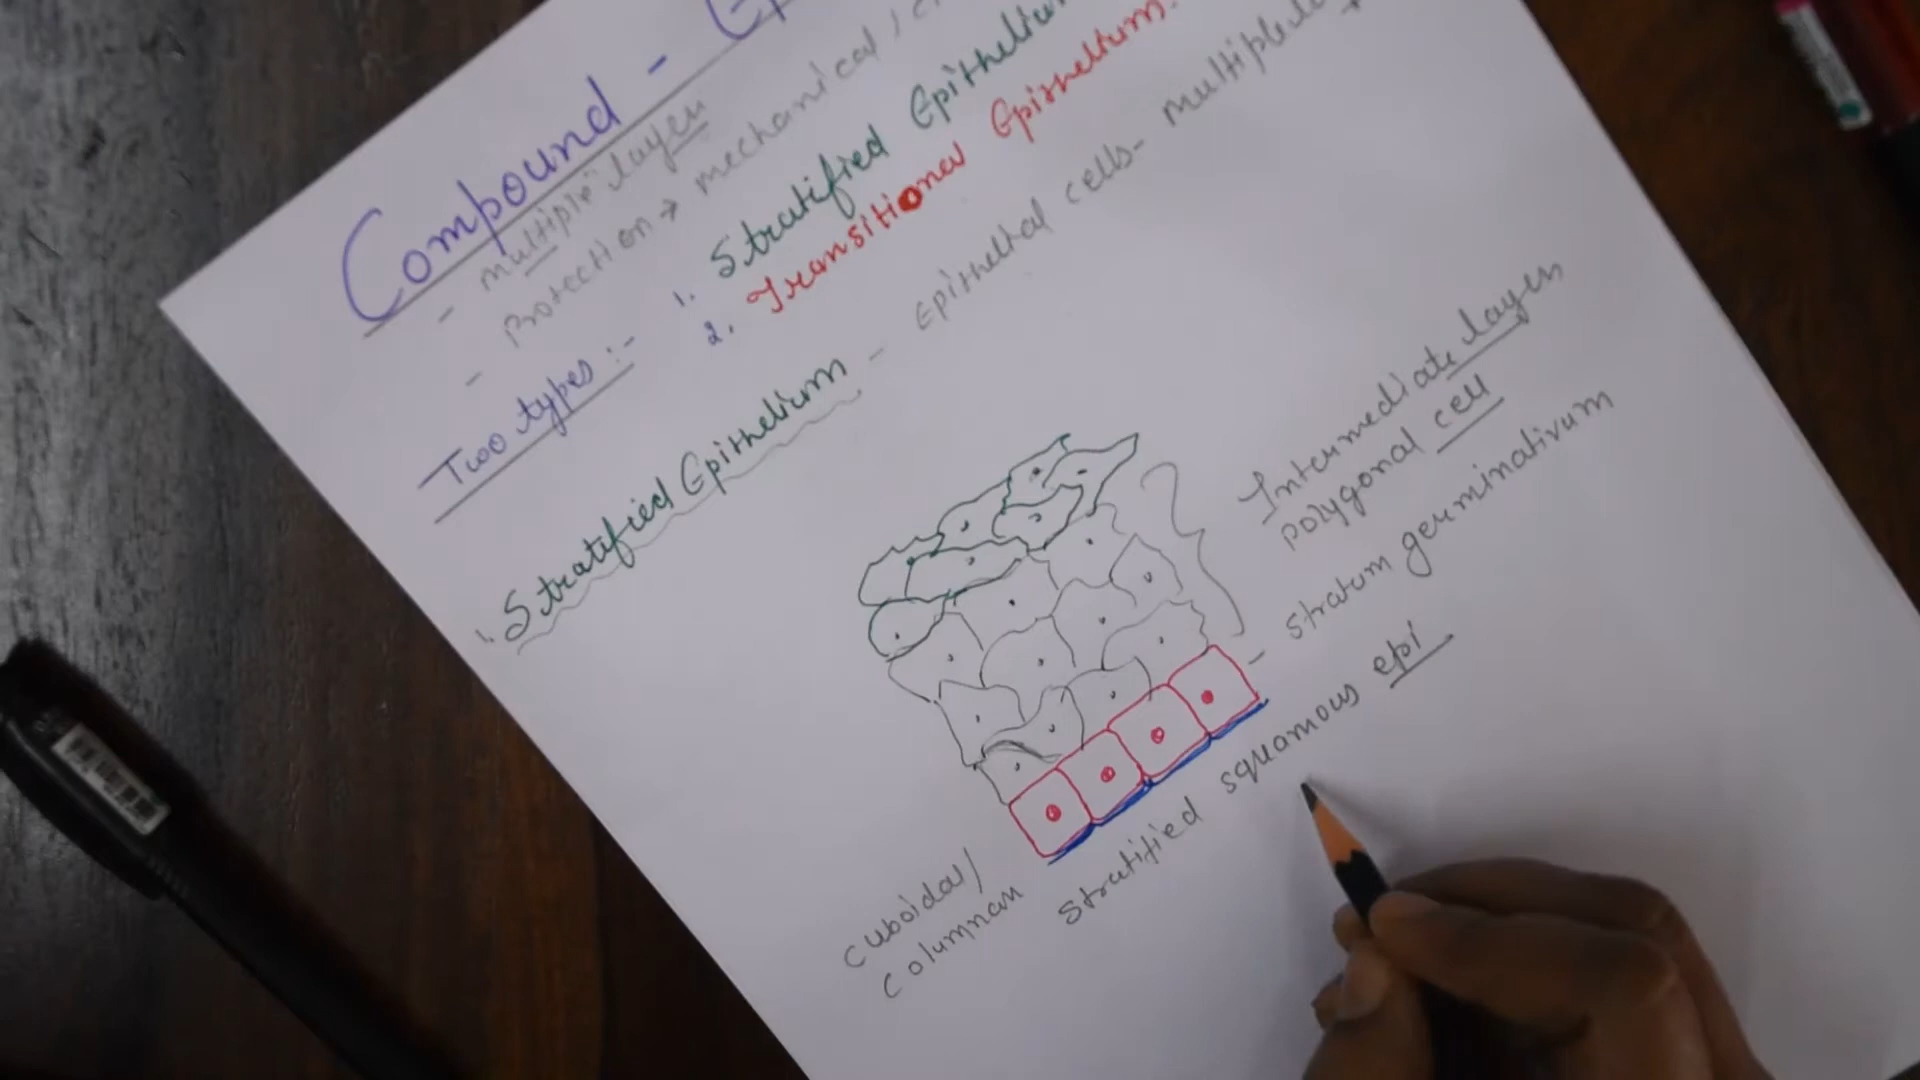 Compound - Ep
- multiple layer
- Protection → mechanical /
Two types :- 1. Stratified Epithelium
2. Transitional Epithelium.
1. Stratified Epithelium - Epithelial cells - multiple
Intermediate layer
polygonal cell
- stratum germinativum
cuboidal/
columnar
stratified squamous epi